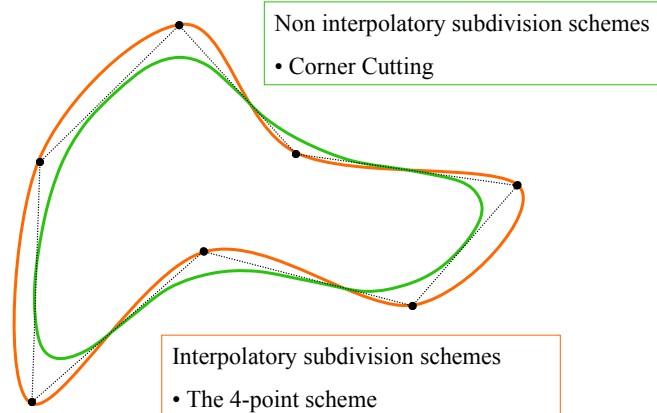 Non interpolatory subdivision schemes
• Corner Cutting
Interpolatory subdivision schemes
• The 4-point scheme